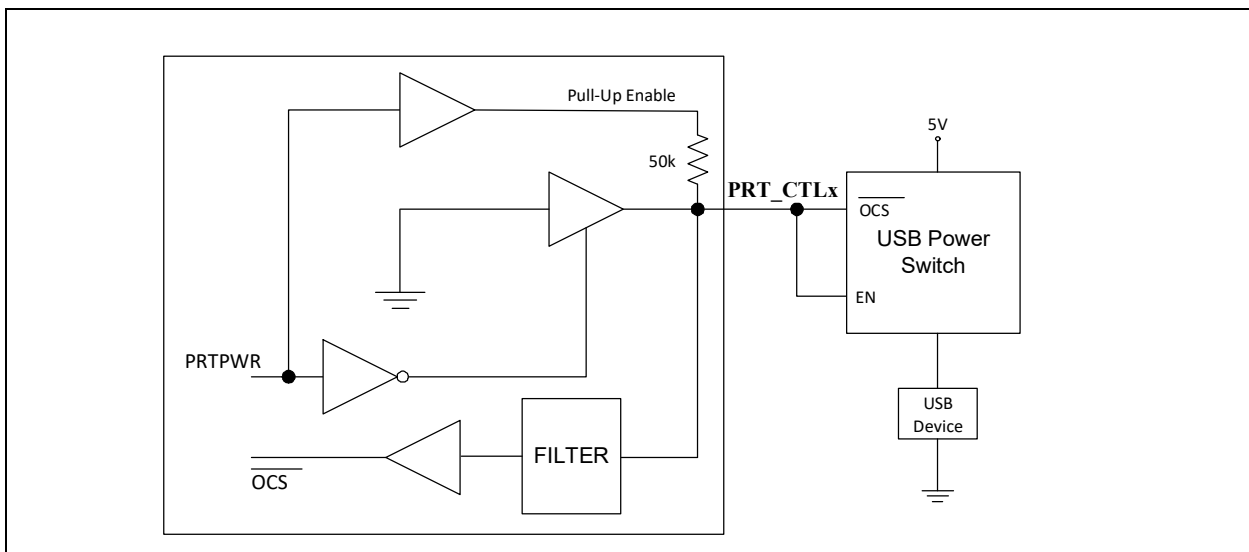 Pull-Up Enable
50k
PRT_CTLx
5V
OCS
USB Power
Switch
EN
PRTPWR
FILTER
OCS
USB
Device